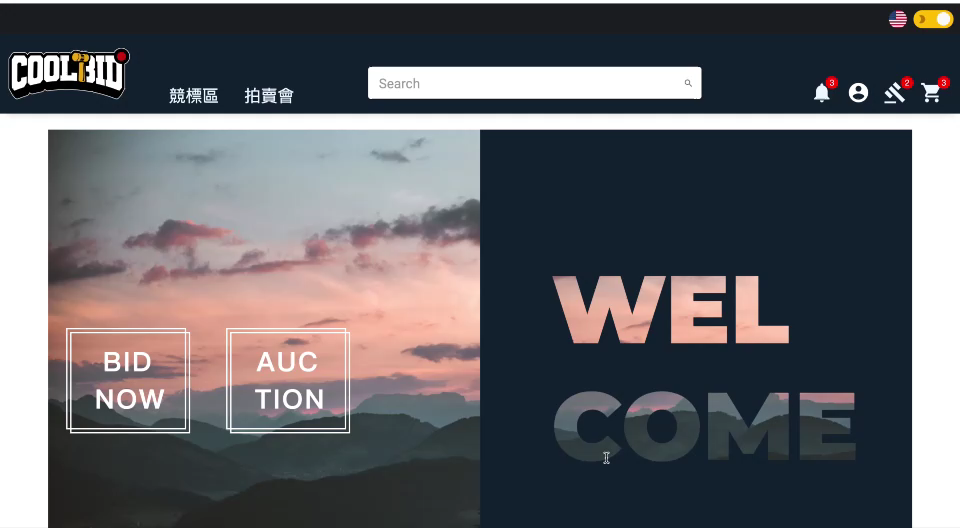 COOLBID
競標區
拍賣會
Search
3
2
3
BID
NOW
AUC
TION
WEL
COME